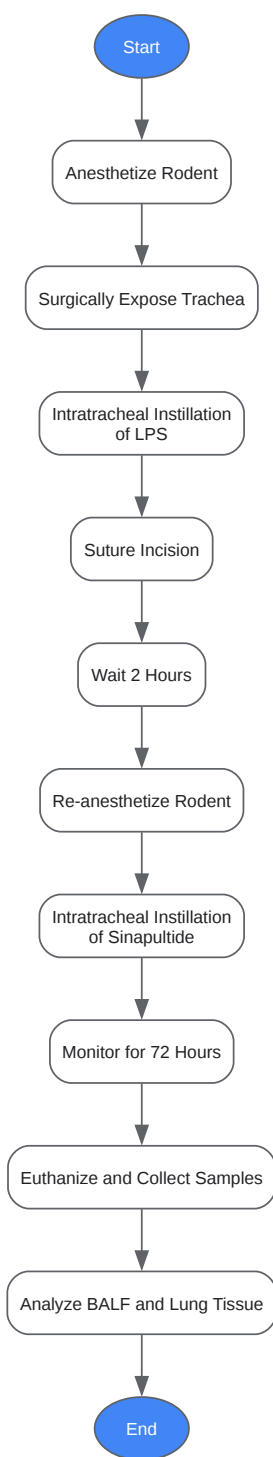 Start
Anesthetize Rodent
Surgically Expose Trachea
Intratracheal Instillation
of LPS
Suture Incision
Wait 2 Hours
Re-anesthetize Rodent
Intratracheal Instillation
of Sinapultide
Monitor for 72 Hours
Euthanize and Collect Samples
Analyze BALF and Lung Tissue
End